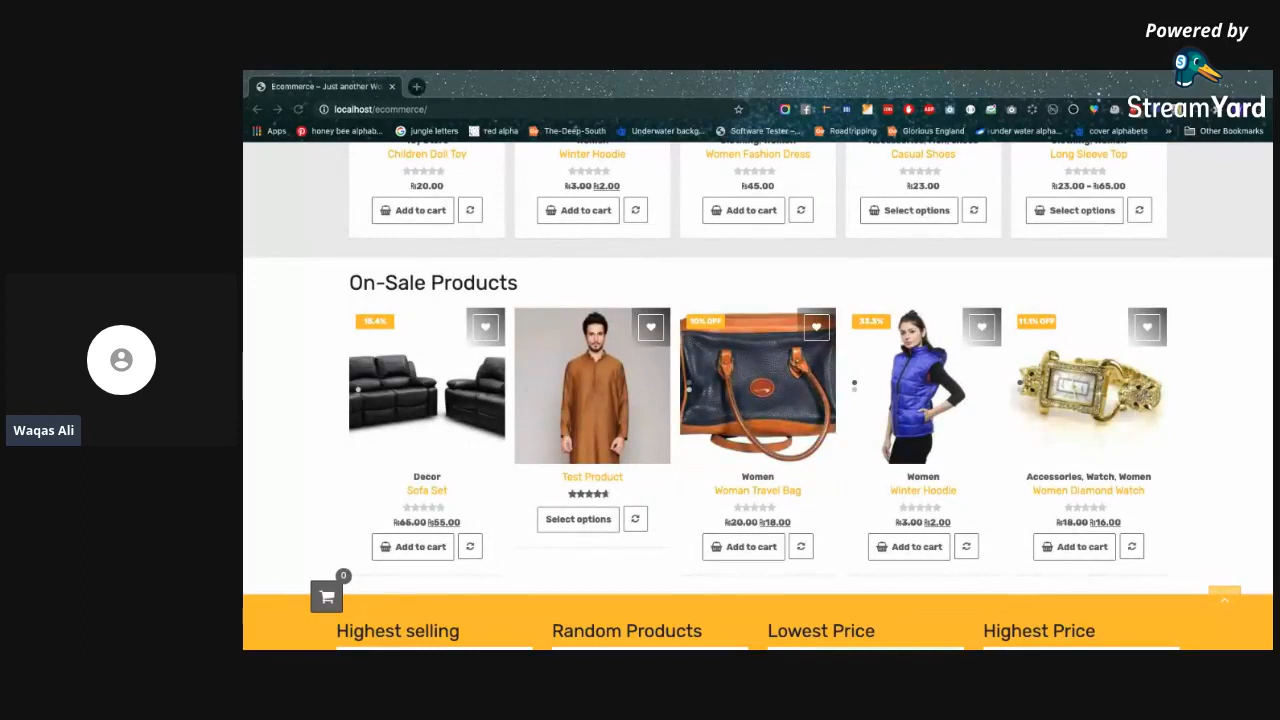 Powered by
StreamYard
Ecommerce – Just another Wo
localhost/ecommerce/
Apps honey bee alphab... jungle letters red alpha The-Deep-South Underwater backg... Software Tester –... Roadtripping Glorious England under water alpha... cover alphabets » Other Bookmarks
Children Doll Toy Winter Hoodie Women Fashion Dress Casual Shoes Long Sleeve Top
₨20.00 ₨3.00 ₨2.00 ₨45.00 ₨23.00 ₨23.00 – ₨65.00
Add to cart Add to cart Add to cart Select options Select options
On-Sale Products
15.4% 10% OFF 33.3% 11.1% OFF
Decor Test Product Women Women Accessories, Watch, Women
Sofa Set Woman Travel Bag Winter Hoodie Women Diamond Watch
₨65.00 ₨55.00 Select options ₨20.00 ₨18.00 ₨3.00 ₨2.00 ₨18.00 ₨16.00
Add to cart Add to cart Add to cart Add to cart
0
Highest selling Random Products Lowest Price Highest Price
Waqas Ali